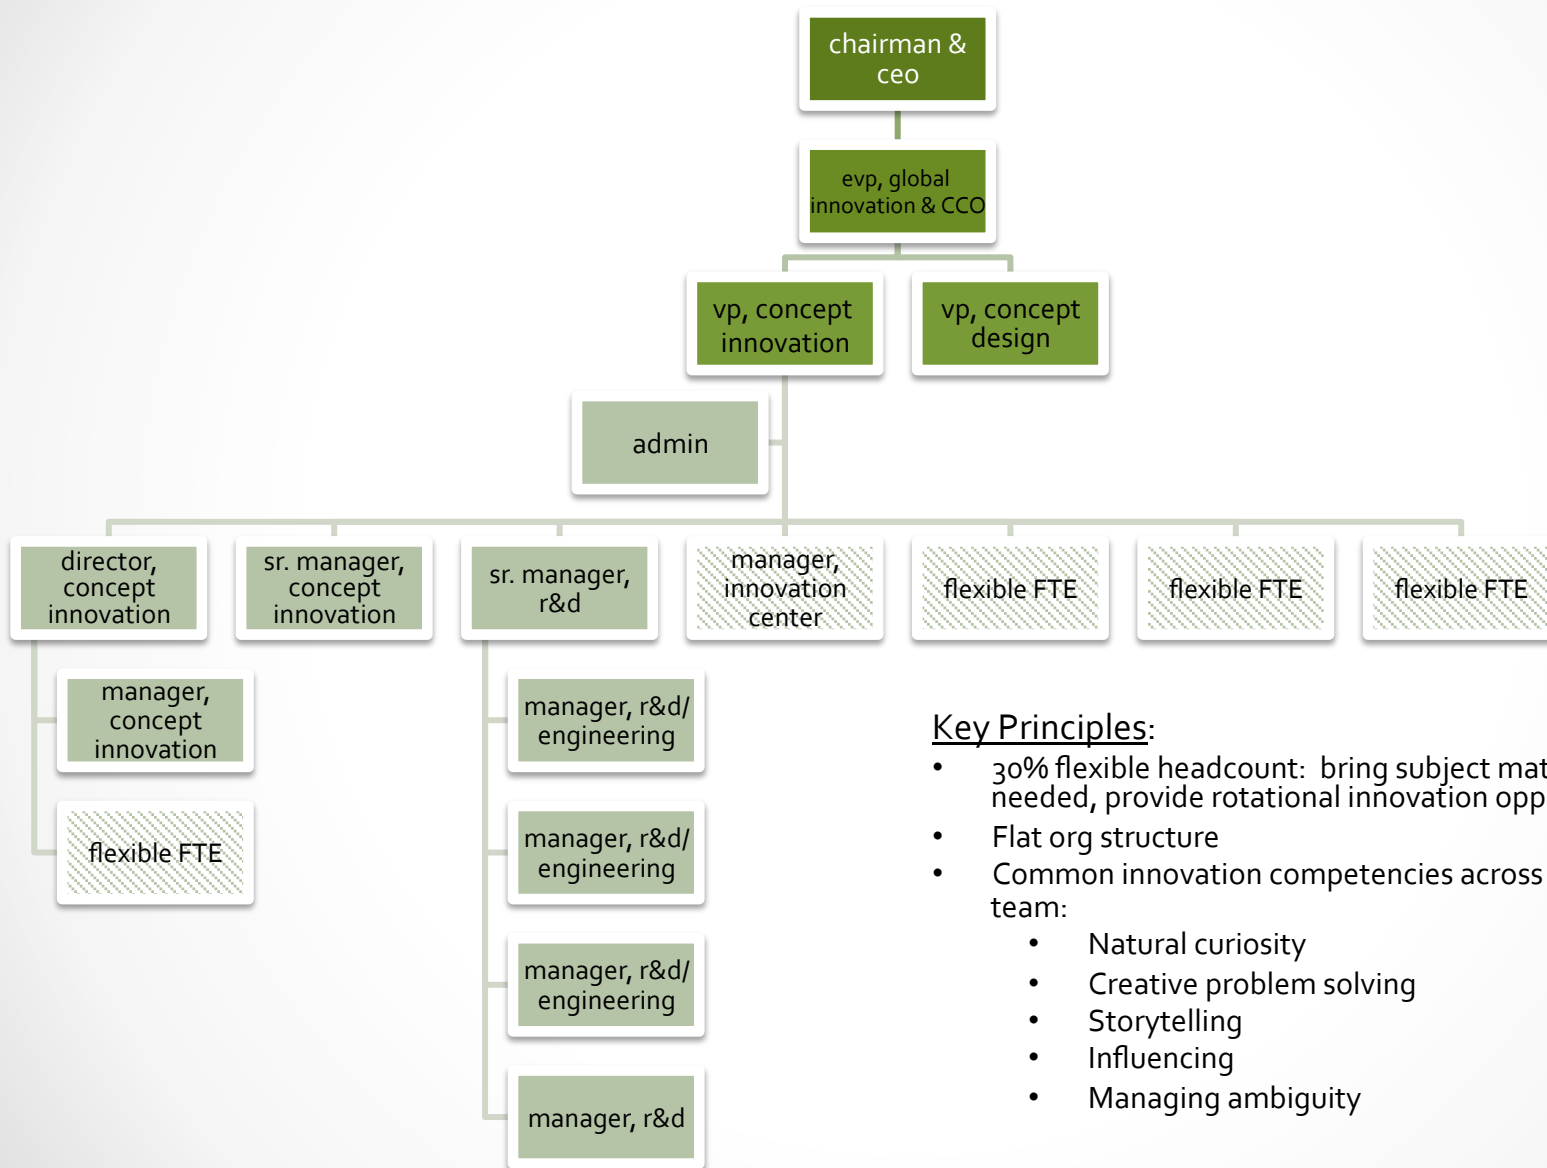 chairman &
ceo
evp, global
innovation & CCO
vp, concept
innovation
vp, concept
design
admin
director,
concept
innovation
sr. manager,
concept
innovation
sr. manager,
r&d
manager,
innovation
center
flexible FTE
flexible FTE
flexible FTE
manager,
concept
innovation
flexible FTE
manager, r&d/
engineering
manager, r&d/
engineering
manager, r&d/
engineering
manager, r&d
Key Principles:
• 30% flexible headcount: bring subject mat
needed, provide rotational innovation opp
• Flat org structure
• Common innovation competencies across
team:
• Natural curiosity
• Creative problem solving
• Storytelling
• Influencing
• Managing ambiguity